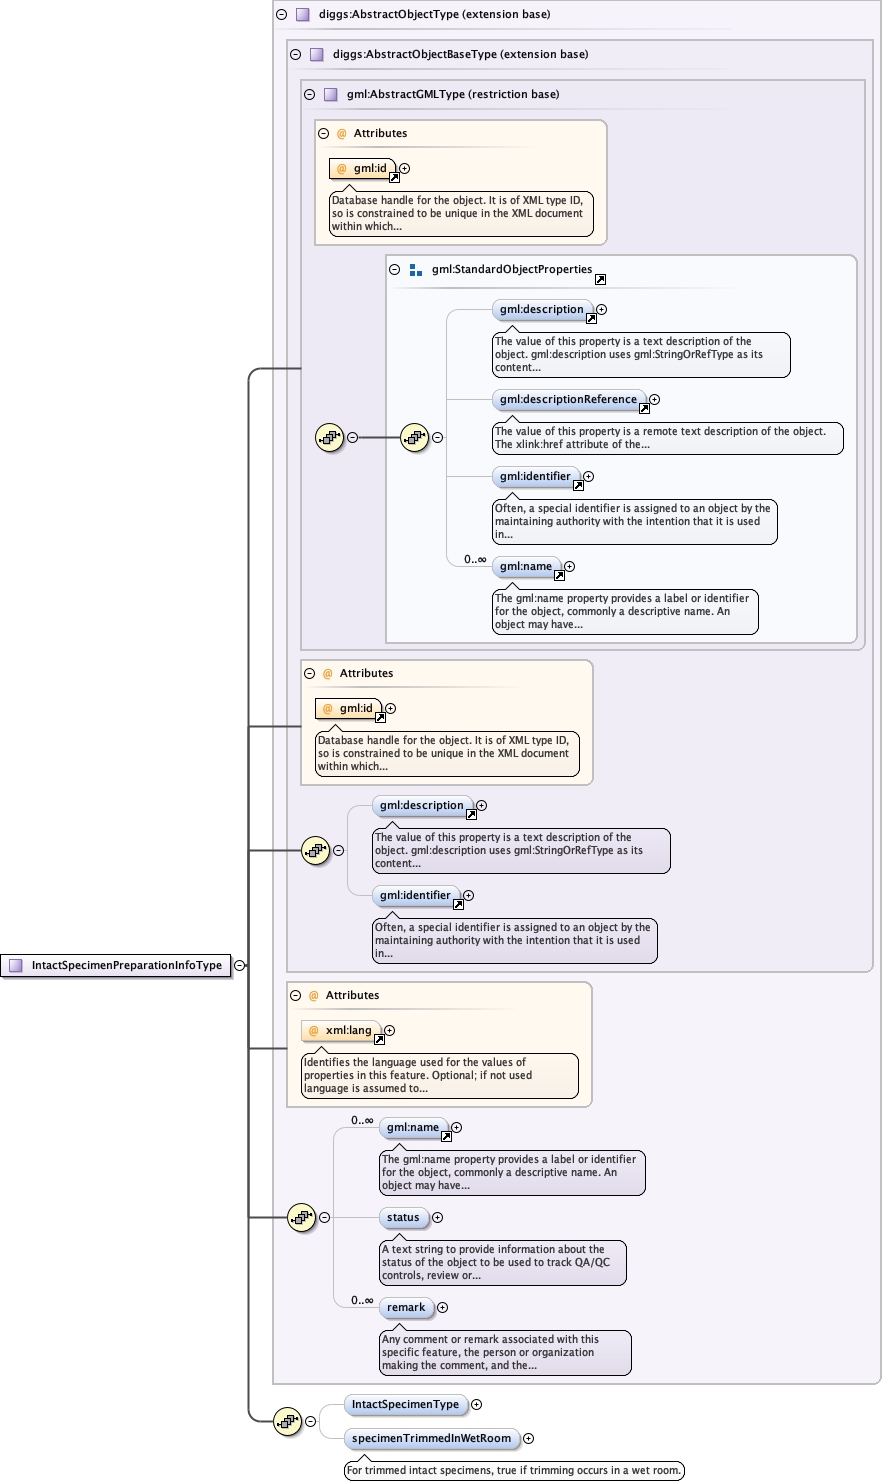 diggs:AbstractObjectType (extension base)
diggs:AbstractObjectBaseType (extension base)
gml:AbstractGMLType (restriction base)
@ Attributes
@ gml:id
Database handle for the object. It is of XML type ID,
so is constrained to be unique in the XML document
within which...
gml:StandardObjectProperties
gml:description
The value of this property is a text description of the
object. gml:description uses gml:StringOrRefType as its
content...
gml:descriptionReference
The value of this property is a remote text description of the object.
The xlink:href attribute of the...
gml:identifier
Often, a special identifier is assigned to an object by the
maintaining authority with the intention that it is used
in...
0..∞
gml:name
The gml:name property provides a label or identifier
for the object, commonly a descriptive name. An
object may have...
@ Attributes
@ gml:id
Database handle for the object. It is of XML type ID,
so is constrained to be unique in the XML document
within which...
gml:description
The value of this property is a text description of the
object. gml:description uses gml:StringOrRefType as its
content...
gml:identifier
Often, a special identifier is assigned to an object by the
maintaining authority with the intention that it is used
in...
IntactSpecimenPreparationInfoType
@ Attributes
@ xml:lang
Identifies the language used for the values of
properties in this feature. Optional; if not used
language is assumed to...
0..∞
gml:name
The gml:name property provides a label or identifier
for the object, commonly a descriptive name. An
object may have...
status
A text string to provide information about the
status of the object to be used to track QA/QC
controls, review or...
0..∞
remark
Any comment or remark associated with this
specific feature, the person or organization
making the comment, and the...
IntactSpecimenType
specimenTrimmedInWetRoom
For trimmed intact specimens, true if trimming occurs in a wet room.